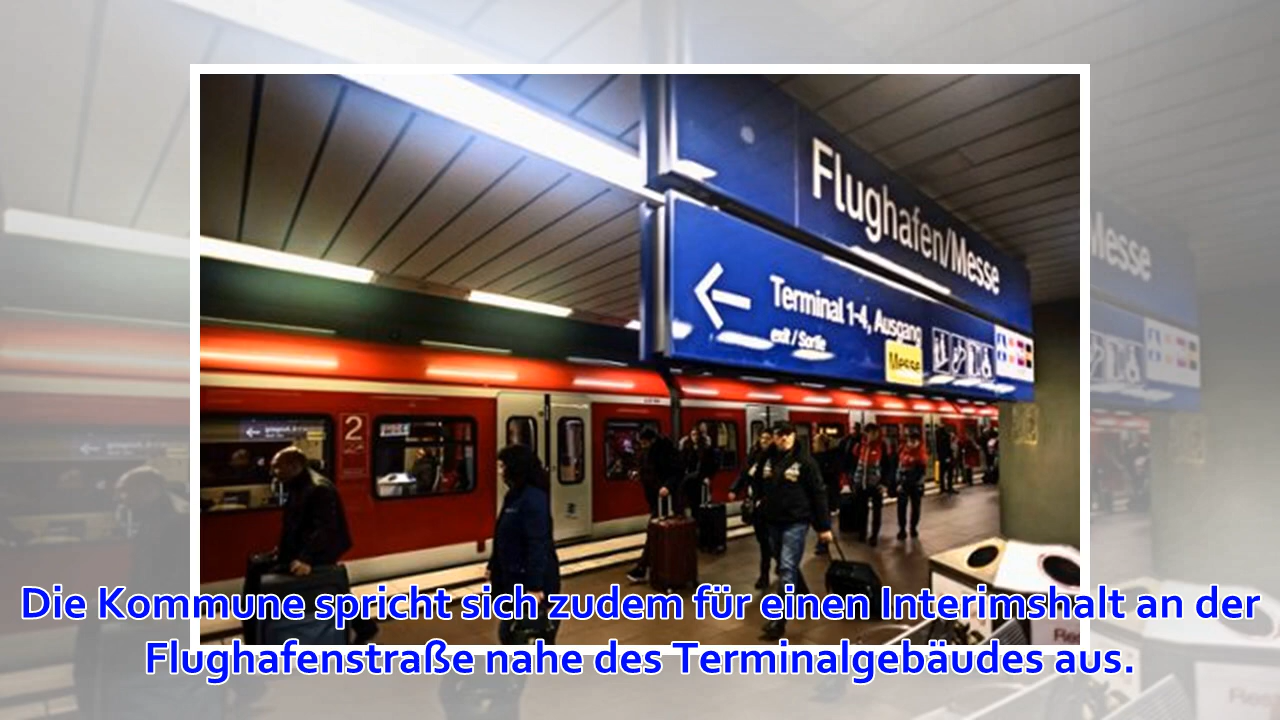 Flughafen/Messe
Messe
Terminal 1-4, Ausgang
exit / Sortie
Messe
2
Die Kommune spricht sich zudem für einen Interimshalt an der
Flughafenstraße nahe des Terminalgebäudes aus.